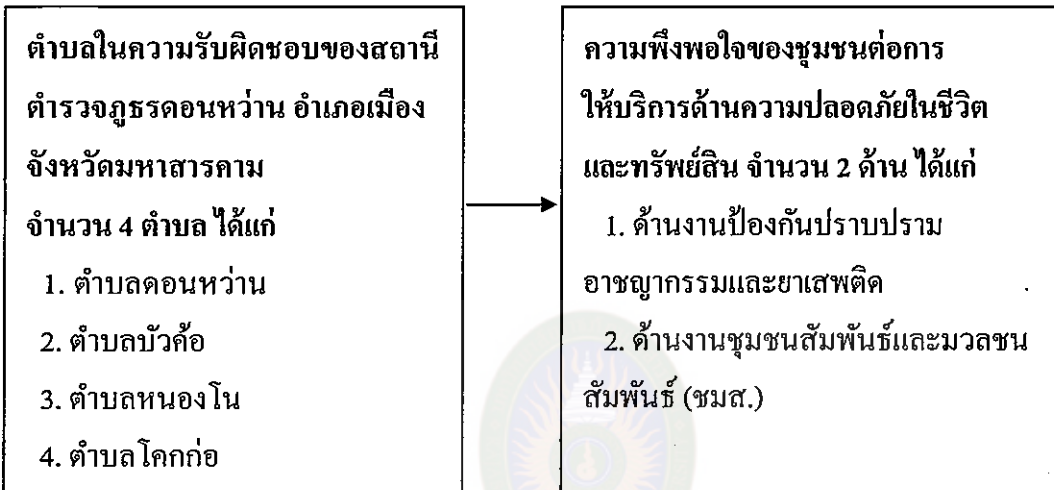 ตำบลในความรับผิดชอบของสถานี
ตำรวจภูธรดอนหว่าน อำเภอเมือง
จังหวัดมหาสารคาม
จำนวน 4 ตำบล ได้แก่
1. ตำบลดอนหว่าน
2. ตำบลบัวค้อ
3. ตำบลหนองโน
4. ตำบลโคกก่อ
ความพึงพอใจของชุมชนต่อการ
ให้บริการด้านความปลอดภัยในชีวิต
และทรัพย์สิน จำนวน 2 ด้าน ได้แก่
1. ด้านงานป้องกันปราบปราม
อาชญากรรมและยาเสพติด
2. ด้านงานชุมชนสัมพันธ์และมวลชน
สัมพันธ์ (ชมส.)